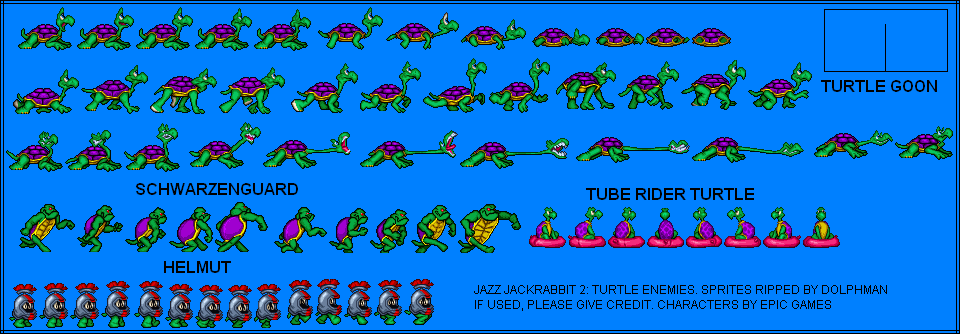 TURTLE GOON
SCHWARZENGUARD
TUBE RIDER TURTLE
HELMUT
JAZZ JACKRABBIT 2: TURTLE ENEMIES. SPRITES RIPPED BY DOLPHMAN
IF USED, PLEASE GIVE CREDIT. CHARACTERS BY EPIC GAMES